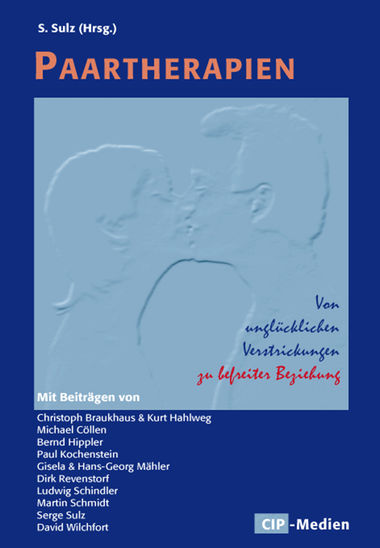 S. Sulz (Hrsg.)
PAARTHERAPIEN
Von
unglücklichen
Verstrickungen
zu befreiter Beziehung
Mit Beiträgen von
Christoph Braukhaus & Kurt Hahlweg
Michael Cöllen
Bernd Hippler
Paul Kochenstein
Gisela & Hans-Georg Mähler
Dirk Revenstorf
Ludwig Schindler
Martin Schmidt
Serge Sulz
David Wilchfort
CIP-Medien